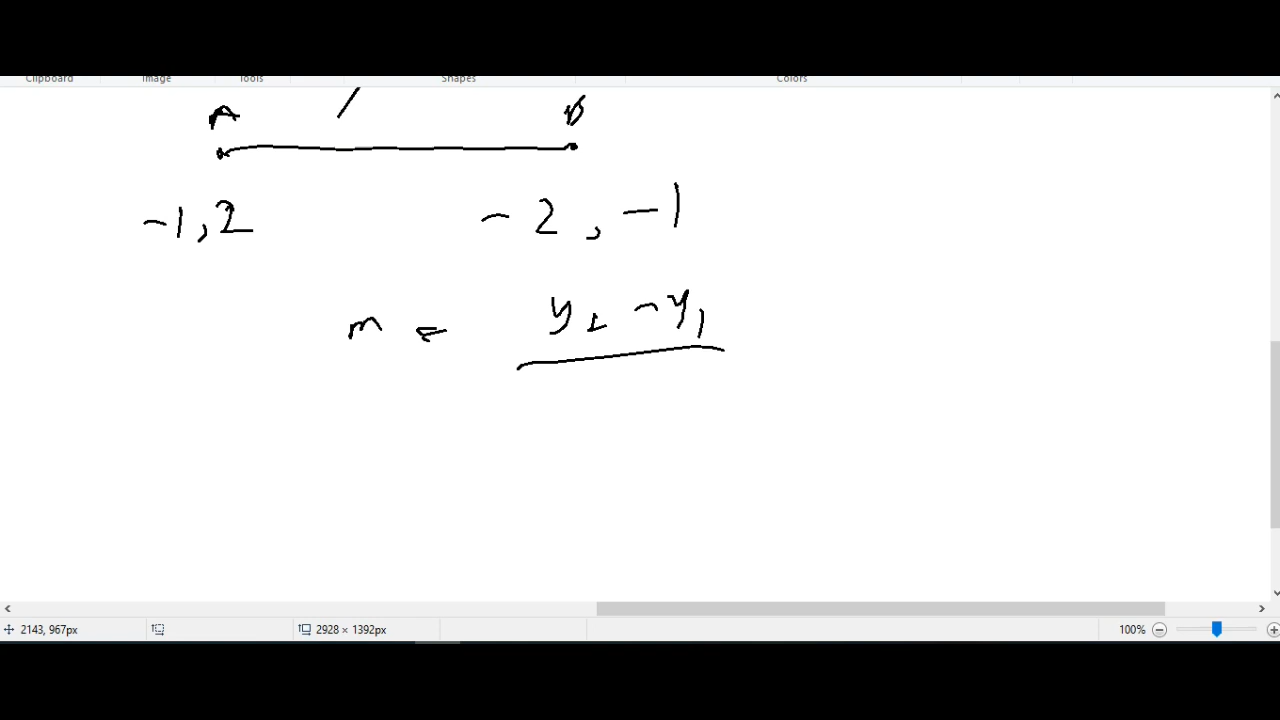 Clipboard Image Tools Shapes Colors
A B
-1, 2 -2, -1
m = y₂ - y₁
2143, 967px 2928 × 1392px 100%